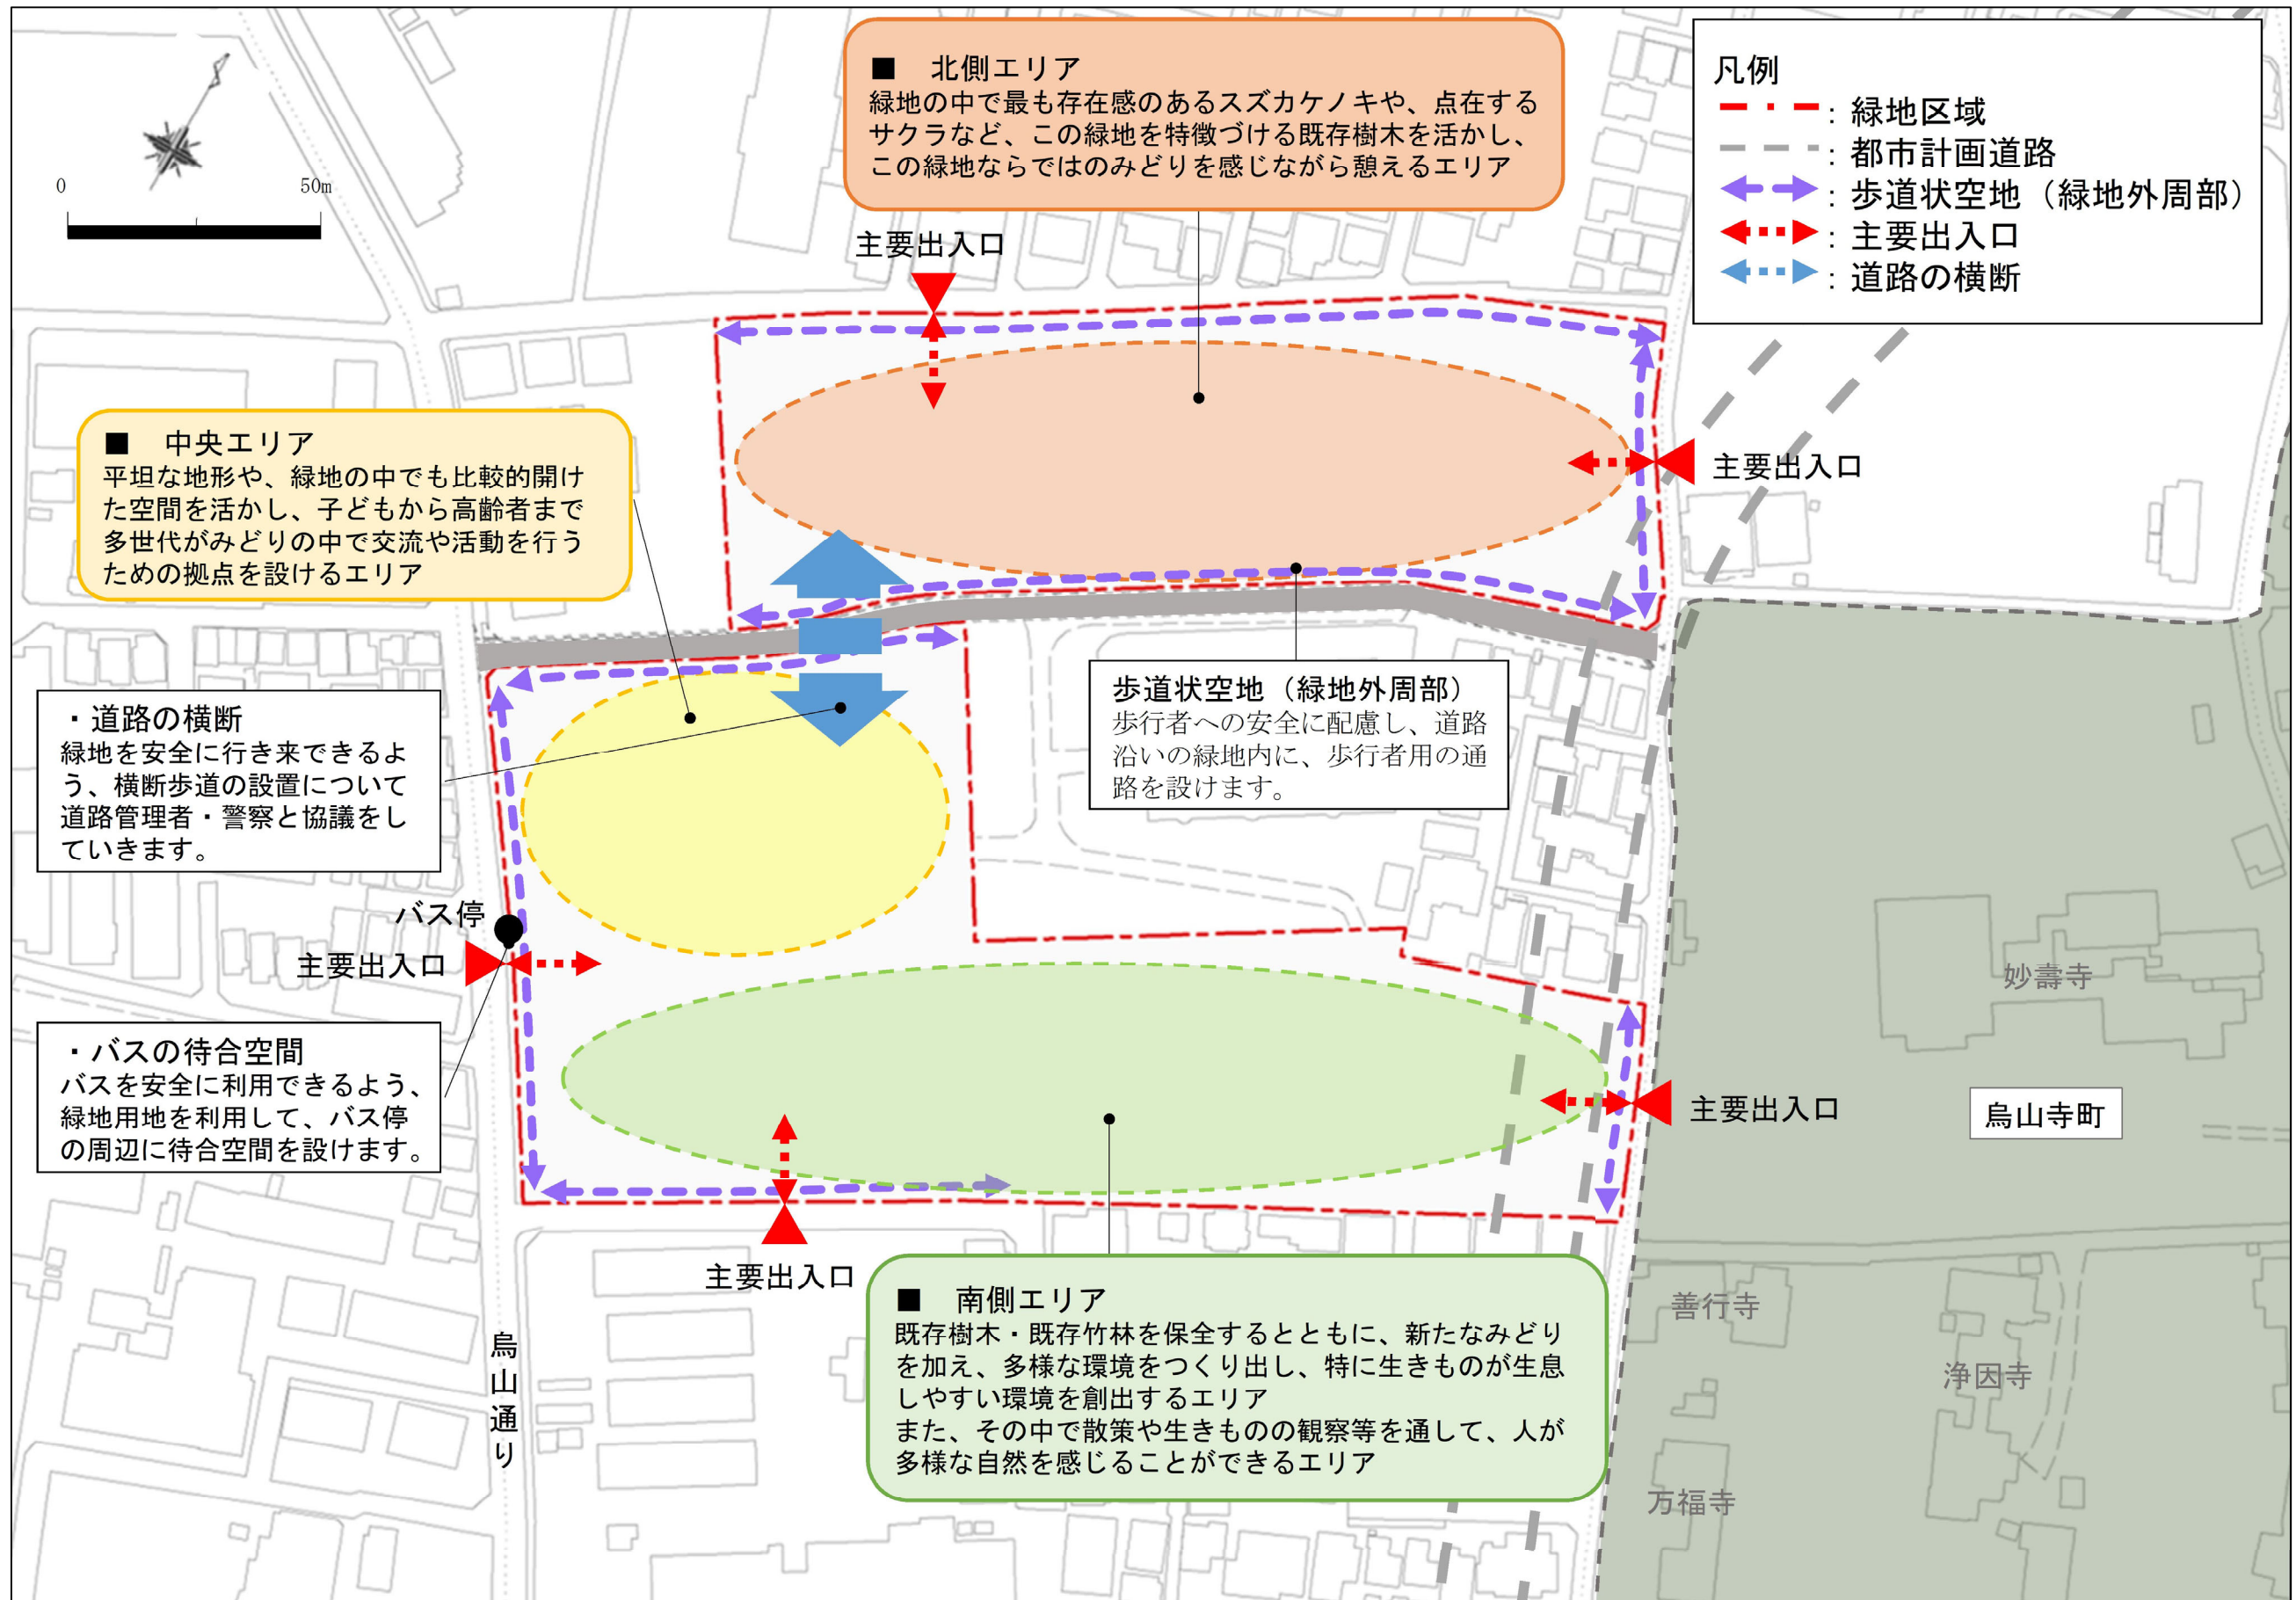 ■ 北側エリア
緑地の中で最も存在感のあるスズカケノキや、点在する
サクラなど、この緑地を特徴づける既存樹木を活かし、
この緑地ならではのみどりを感じながら憩えるエリア
凡例
: 緑地区域
: 都市計画道路
: 歩道状空地（緑地外周部）
: 主要出入口
: 道路の横断
0
50m
主要出入口
■ 中央エリア
平坦な地形や、緑地の中でも比較的開け
た空間を活かし、子どもから高齢者まで
多世代がみどりの中で交流や活動を行う
ための拠点を設けるエリア
主要出入口
・道路の横断
緑地を安全に行き来できるよ
う、横断歩道の設置について
道路管理者・警察と協議をし
ていきます。
歩道状空地（緑地外周部）
歩行者への安全に配慮し、道路
沿いの緑地内に、歩行者用の通
路を設けます。
バス停
主要出入口
妙壽寺
・バスの待合空間
バスを安全に利用できるよう、
緑地用地を利用して、バス停
の周辺に待合空間を設けます。
主要出入口
烏山寺町
主要出入口
■ 南側エリア
既存樹木・既存竹林を保全するとともに、新たなみどり
を加え、多様な環境をつくり出し、特に生きものが生息
しやすい環境を創出するエリア
また、その中で散策や生きものの観察等を通して、人が
多様な自然を感じることができるエリア
善行寺
浄因寺
万福寺
烏山通り